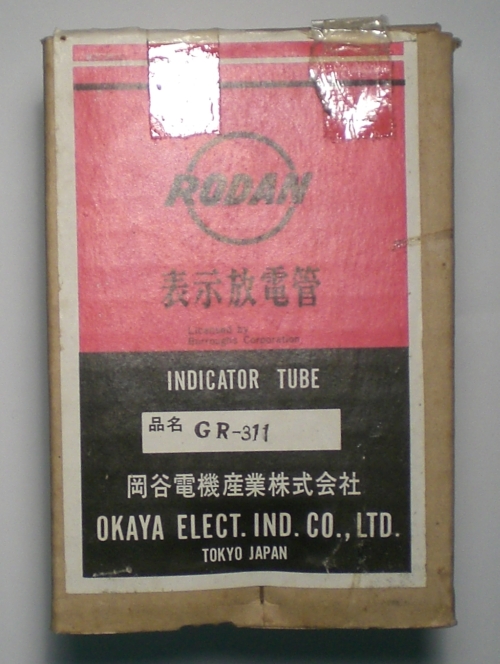 RODAN
表示放電管
Licensed by
Burroughs Corporation
INDICATOR TUBE
品名 GR-311
岡谷電機産業株式会社
OKAYA ELECT. IND. CO., LTD.
TOKYO JAPAN